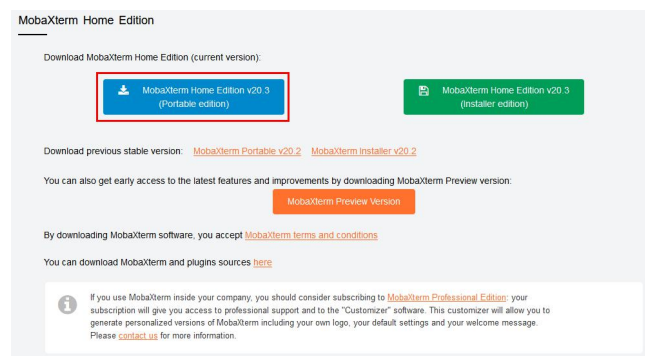 MobaXterm Home Edition
Download MobaXterm Home Edition (current version):
MobaXterm Home Edition v20.3
(Portable edition)
MobaXterm Home Edition v20.3
(Installer edition)
Download previous stable version: MobaXterm Portable v20.2 MobaXterm Installer v20.2
You can also get early access to the latest features and improvements by downloading MobaXterm Preview version:
MobaXterm Preview Version
By downloading MobaXterm software, you accept MobaXterm terms and conditions
You can download MobaXterm and plugins sources here
If you use MobaXterm inside your company, you should consider subscribing to MobaXterm Professional Edition: your
subscription will give you access to professional support and to the "Customizer" software. This customizer will allow you to
generate personalized versions of MobaXterm including your own logo, your default settings and your welcome message.
Please contact us for more information.